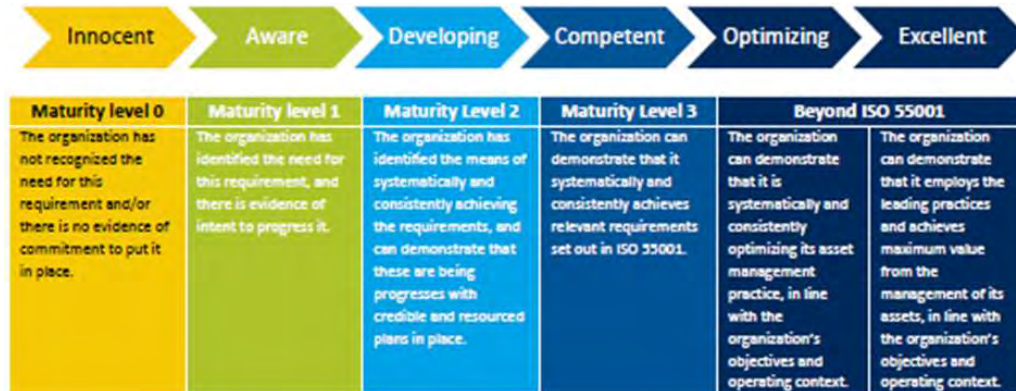 Innocent
Aware
Developing
Competent
Optimizing
Excellent
Maturity level 0
The organization has
not recognized the
need for this
requirement and/or
there is no evidence of
commitment to put it
in place.
Maturity level 1
The organization has
identified the need for
this requirement, and
there is evidence of
intent to progress it.
Maturity Level 2
The organization has
identified the means of
systematically and
consistently achieving
the requirements, and
can demonstrate that
these are being
progresses with
credible and resourced
plans in place.
Maturity Level 3
The organization can
demonstrate that it
systematically and
consistently achieves
relevant requirements
set out in ISO 55001.
Beyond ISO 55001
The organization
can demonstrate
that it is
systematically and
consistently
optimizing its asset
management
practice, in line
with the
organization's
objectives and
operating context.
The organization
can demonstrate
that it employs the
leading practices
and achieves
maximum value
from the
management of its
assets, in line with
the organization's
objectives and
operating context.